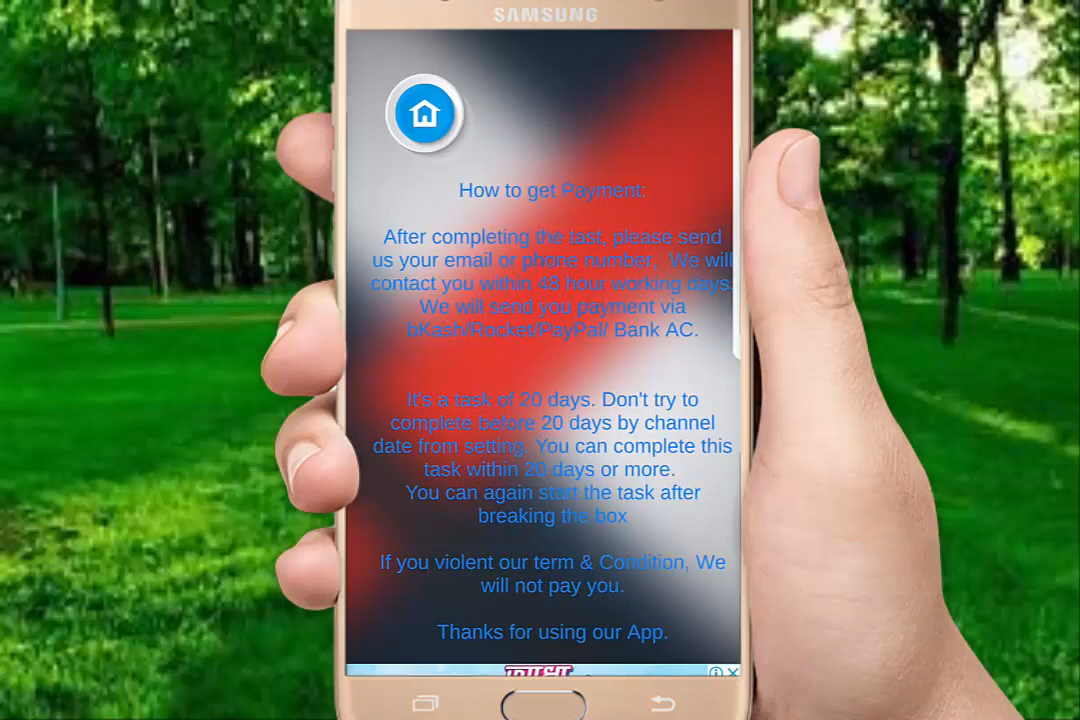 SAMSUNG
How to get Payment:
After completing the tast, please send
us your email or phone number, We will
contact you within 48 hour working days.
We will send you payment via
bKash/Rocket/PayPal/ Bank AC.
It's a task of 20 days. Don't try to
complete before 20 days by channel
date from setting. You can complete this
task within 20 days or more.
You can again start the task after
breaking the box
If you violent our term & Condition, We
will not pay you.
Thanks for using our App.